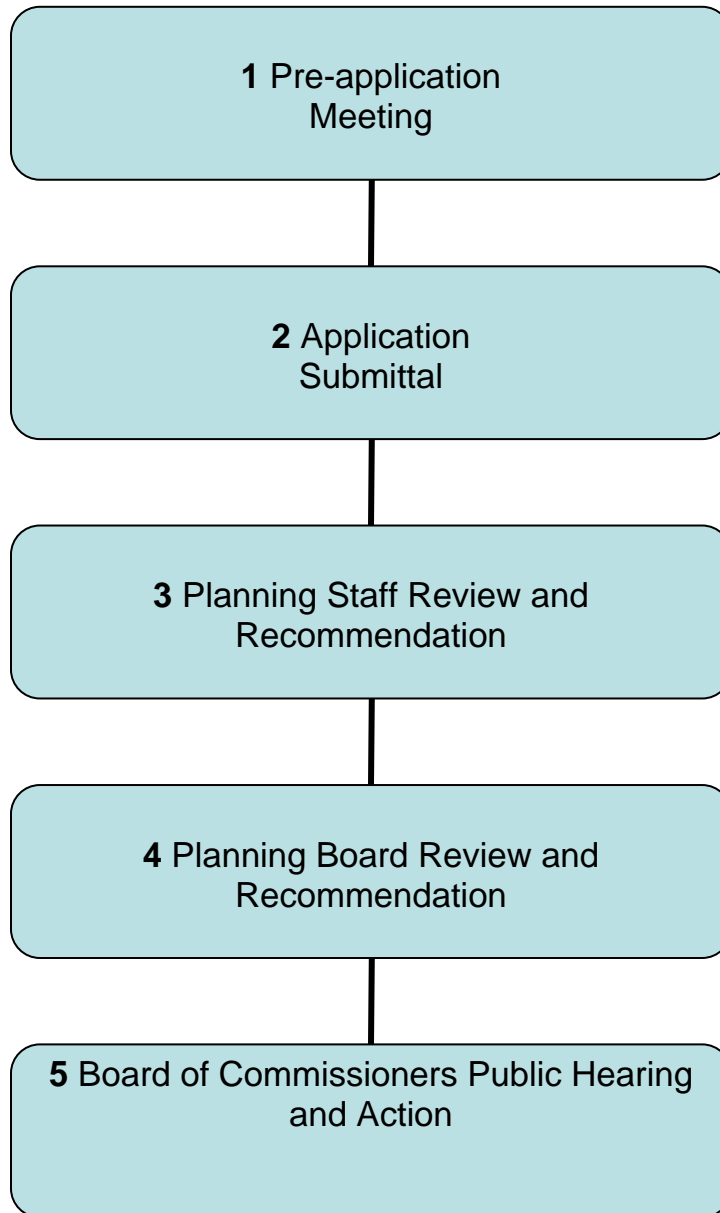 1 Pre-application
Meeting
2 Application
Submittal
3 Planning Staff Review and
Recommendation
4 Planning Board Review and
Recommendation
5 Board of Commissioners Public Hearing
and Action